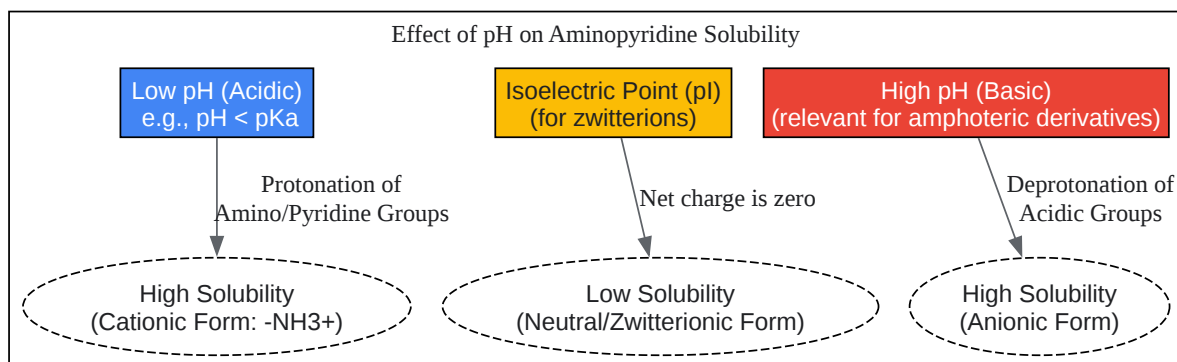 Effect of pH on Aminopyridine Solubility
Low pH (Acidic)
e.g., pH < pKa
Isoelectric Point (pI)
(for zwitterions)
High pH (Basic)
(relevant for amphoteric derivatives)
Protonation of
Amino/Pyridine Groups
Net charge is zero
Deprotonation of
Acidic Groups
High Solubility
(Cationic Form: -NH3+)
Low Solubility
(Neutral/Zwitterionic Form)
High Solubility
(Anionic Form)